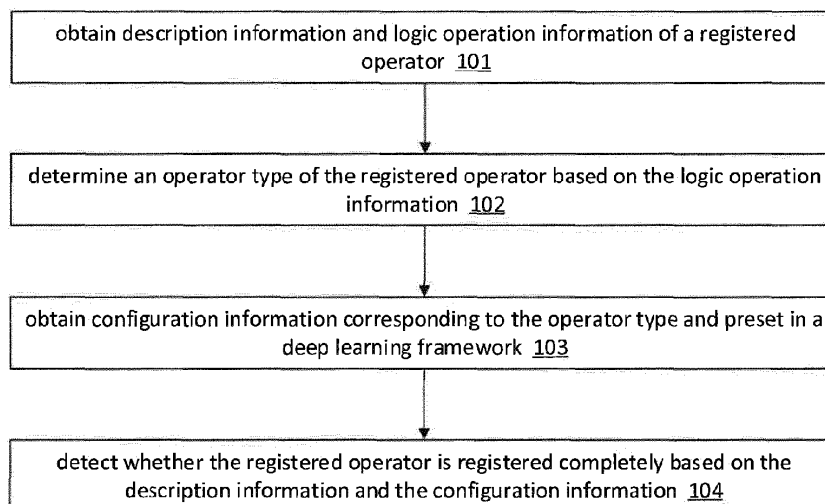 obtain description information and logic operation information of a registered
operator 101
determine an operator type of the registered operator based on the logic operation
information 102
obtain configuration information corresponding to the operator type and preset in a
deep learning framework 103
detect whether the registered operator is registered completely based on the
description information and the configuration information 104